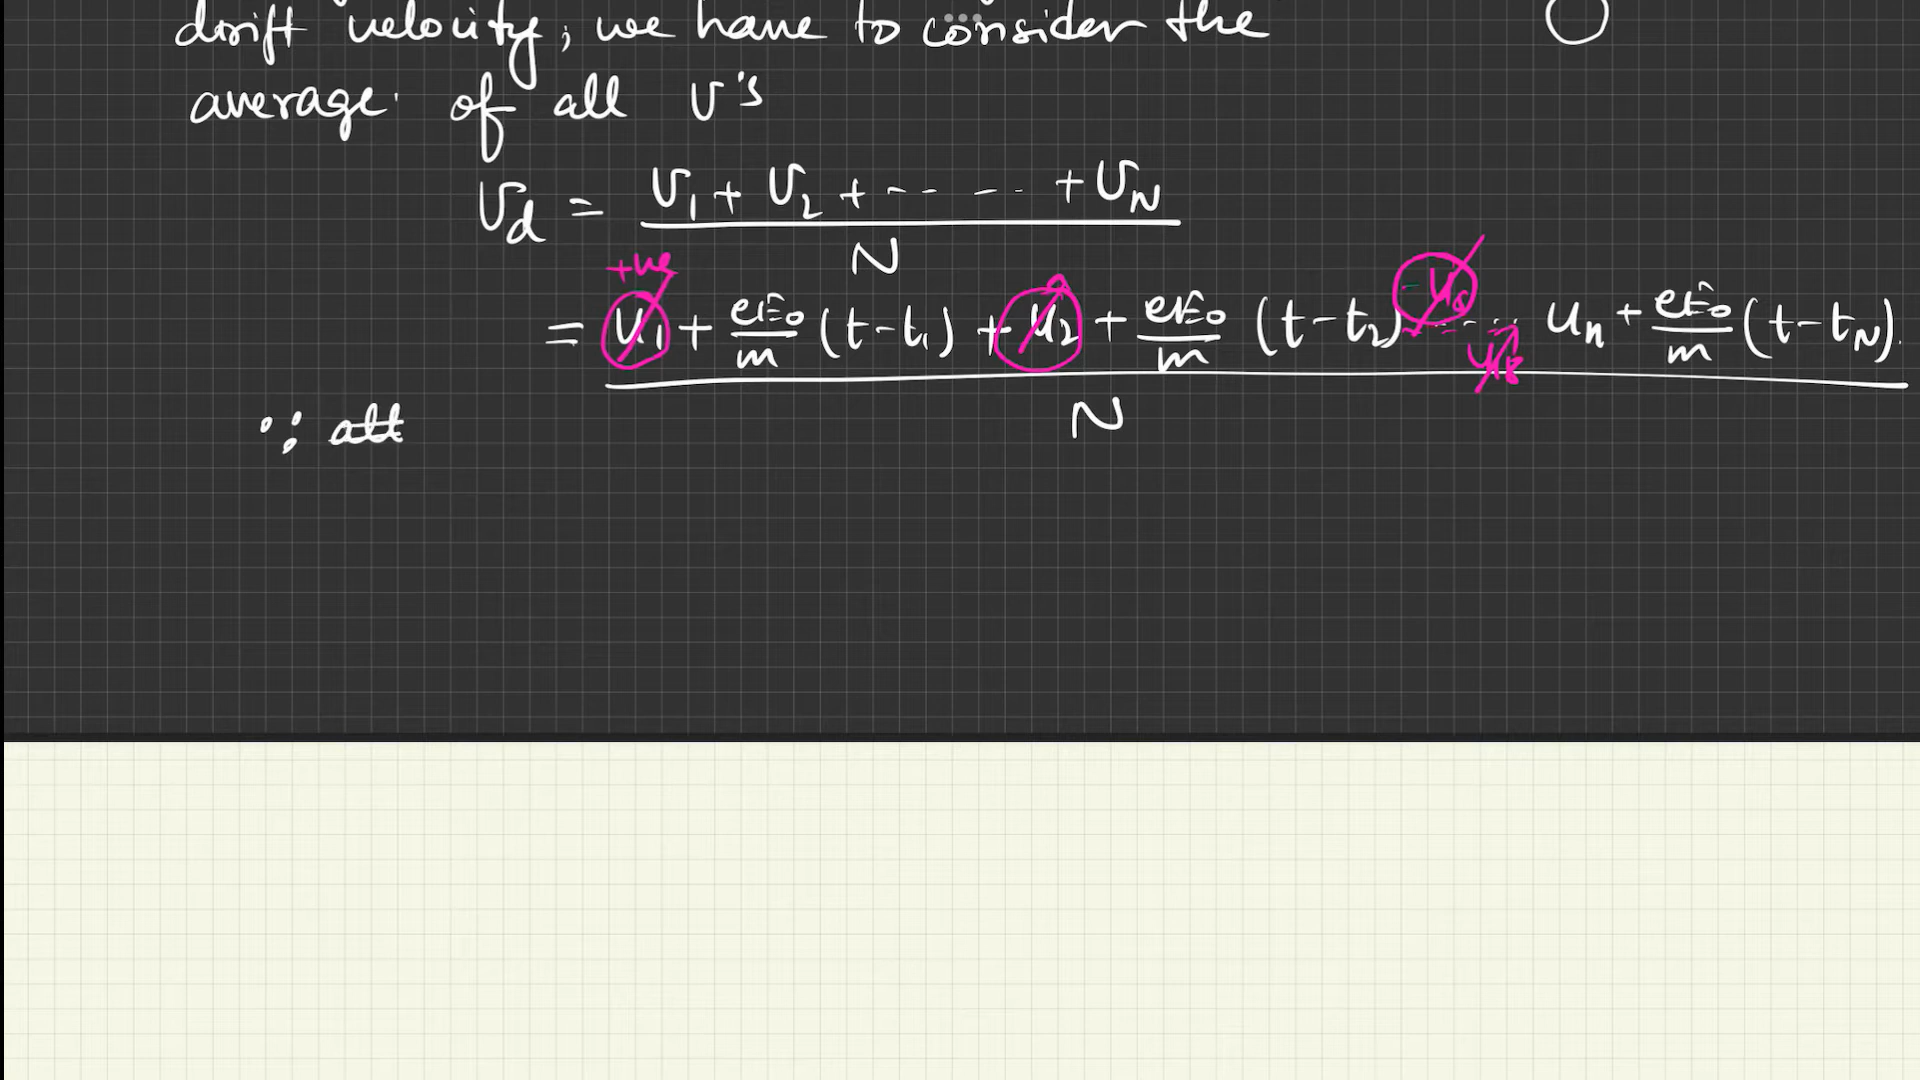 drift velocity, we have to consider the
average of all v's
v_d = (v_1 + v_2 + ------ + v_N) / N
+ve
= (u_1 + eE_0/m (t-t_1) + u_2 + eE_0/m (t-t_2) ---- u_n + eE_0/m (t-t_N)) / N
∵